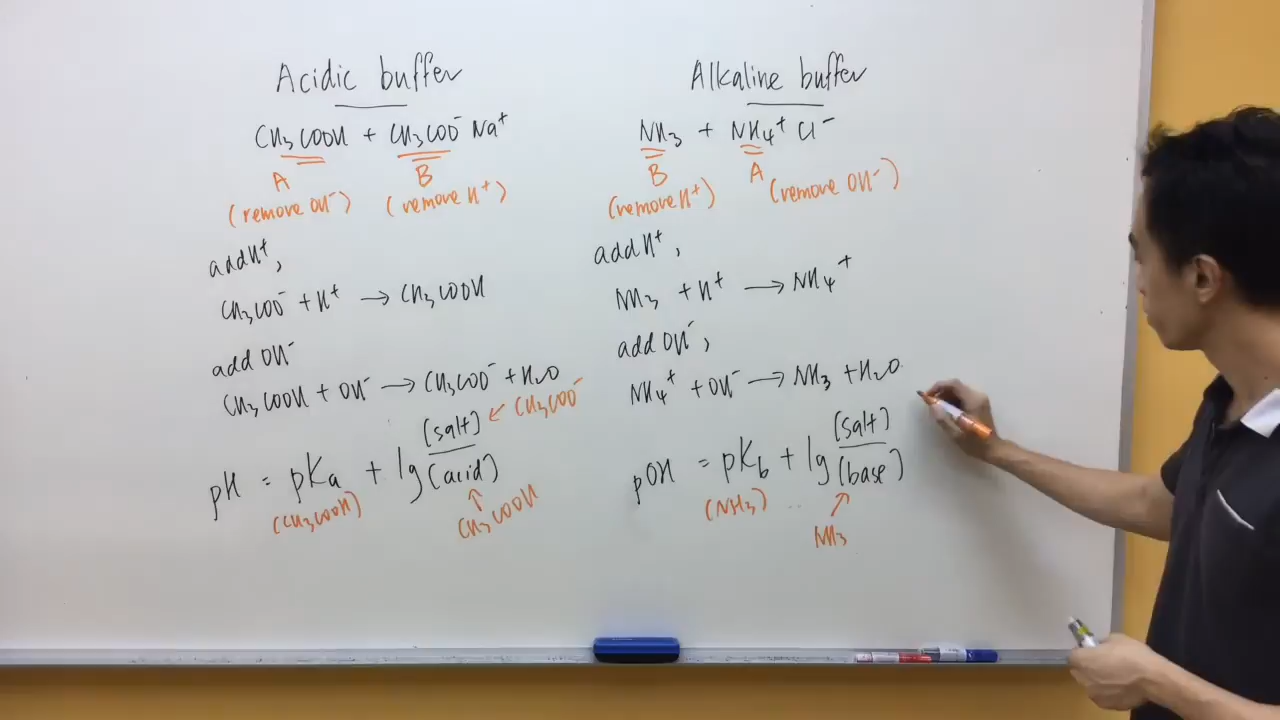 Acidic buffer
CH₃COOH + CH₃COO⁻ Na⁺
A B
(remove OH⁻) (remove H⁺)
add H⁺,
CH₃COO⁻ + H⁺ → CH₃COOH
add OH⁻
CH₃COOH + OH⁻ → CH₃COO⁻ + H₂O
[salt] ↙ CH₃COO⁻
pH = pKa + lg [acid]
(CH₃COOH) ↑ CH₃COOH
Alkaline buffer
NH₃ + NH₄⁺ Cl⁻
B A
(remove H⁺) (remove OH⁻)
add H⁺,
NH₃ + H⁺ → NH₄⁺
add OH⁻,
NH₄⁺ + OH⁻ → NH₃ + H₂O
[salt]
pOH = pKb + lg [base]
(NH₃) ↗ NH₃